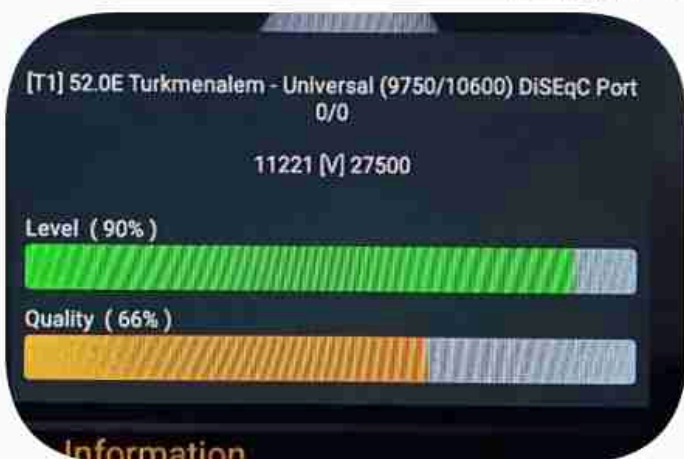 [T1] 52.0E Turkmenalem - Universal (9750/10600) DiSEqC Port
0/0
11221 [V] 27500
Level ( 90% )
Quality ( 66% )
Information